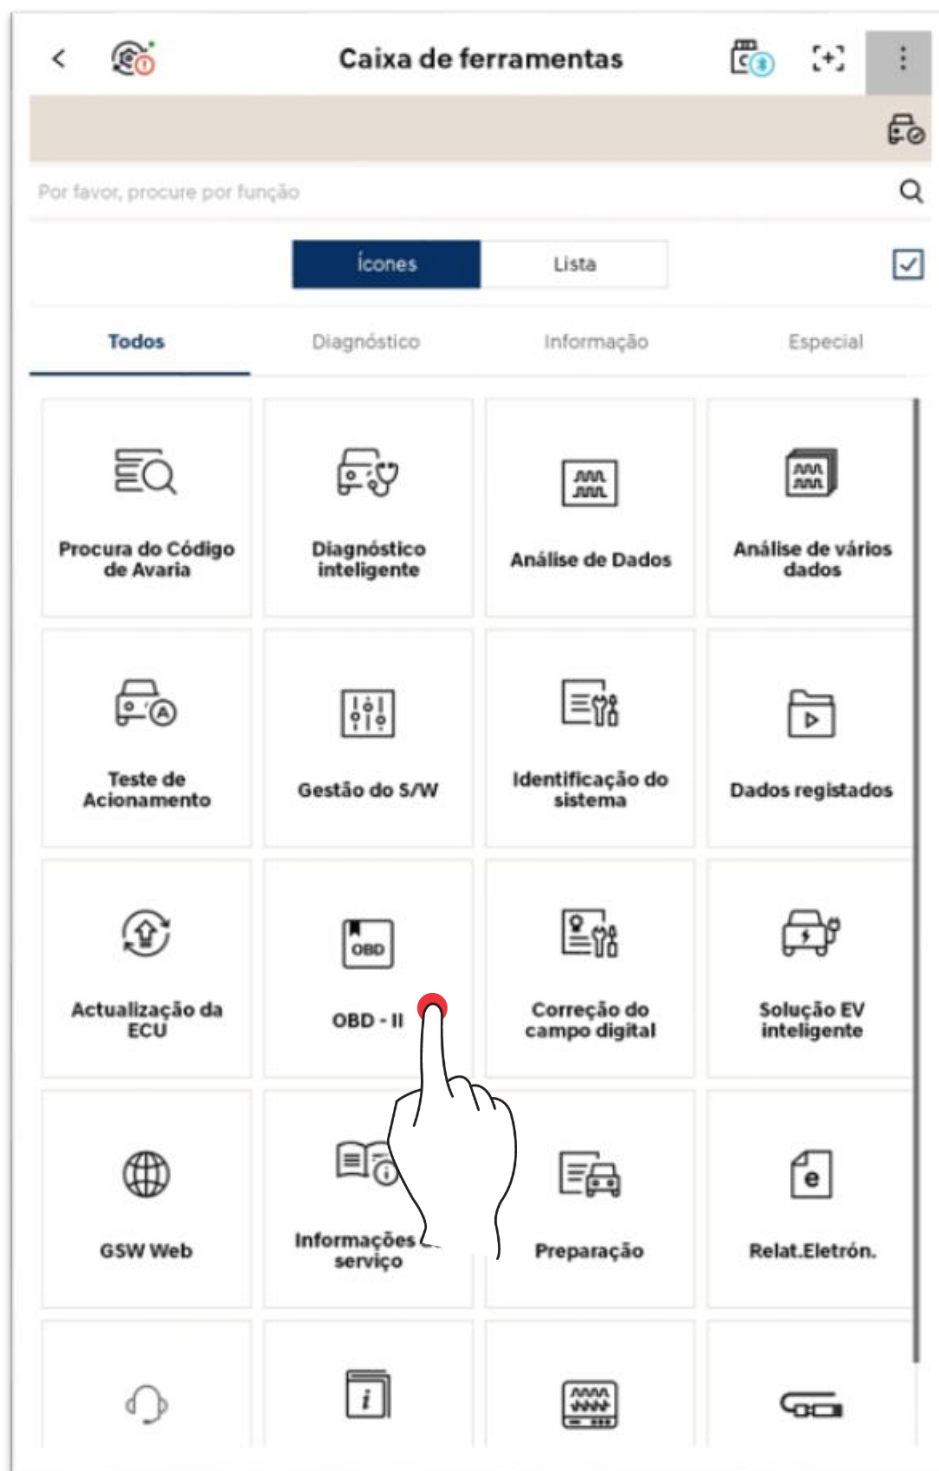 Caixa de ferramentas
Por favor, procure por função
Ícones
Lista
Todos
Diagnóstico
Informação
Especial
Procura do Código
de Avaria
Diagnóstico
inteligente
Análise de Dados
Análise de vários
dados
Teste de
Acionamento
Gestão do S/W
Identificação do
sistema
Dados registados
Actualização da
ECU
OBD
OBD - II
Correção do
campo digital
Solução EV
inteligente
GSW Web
Informações
serviço
Preparação
e
Relat.Eletrón.
i